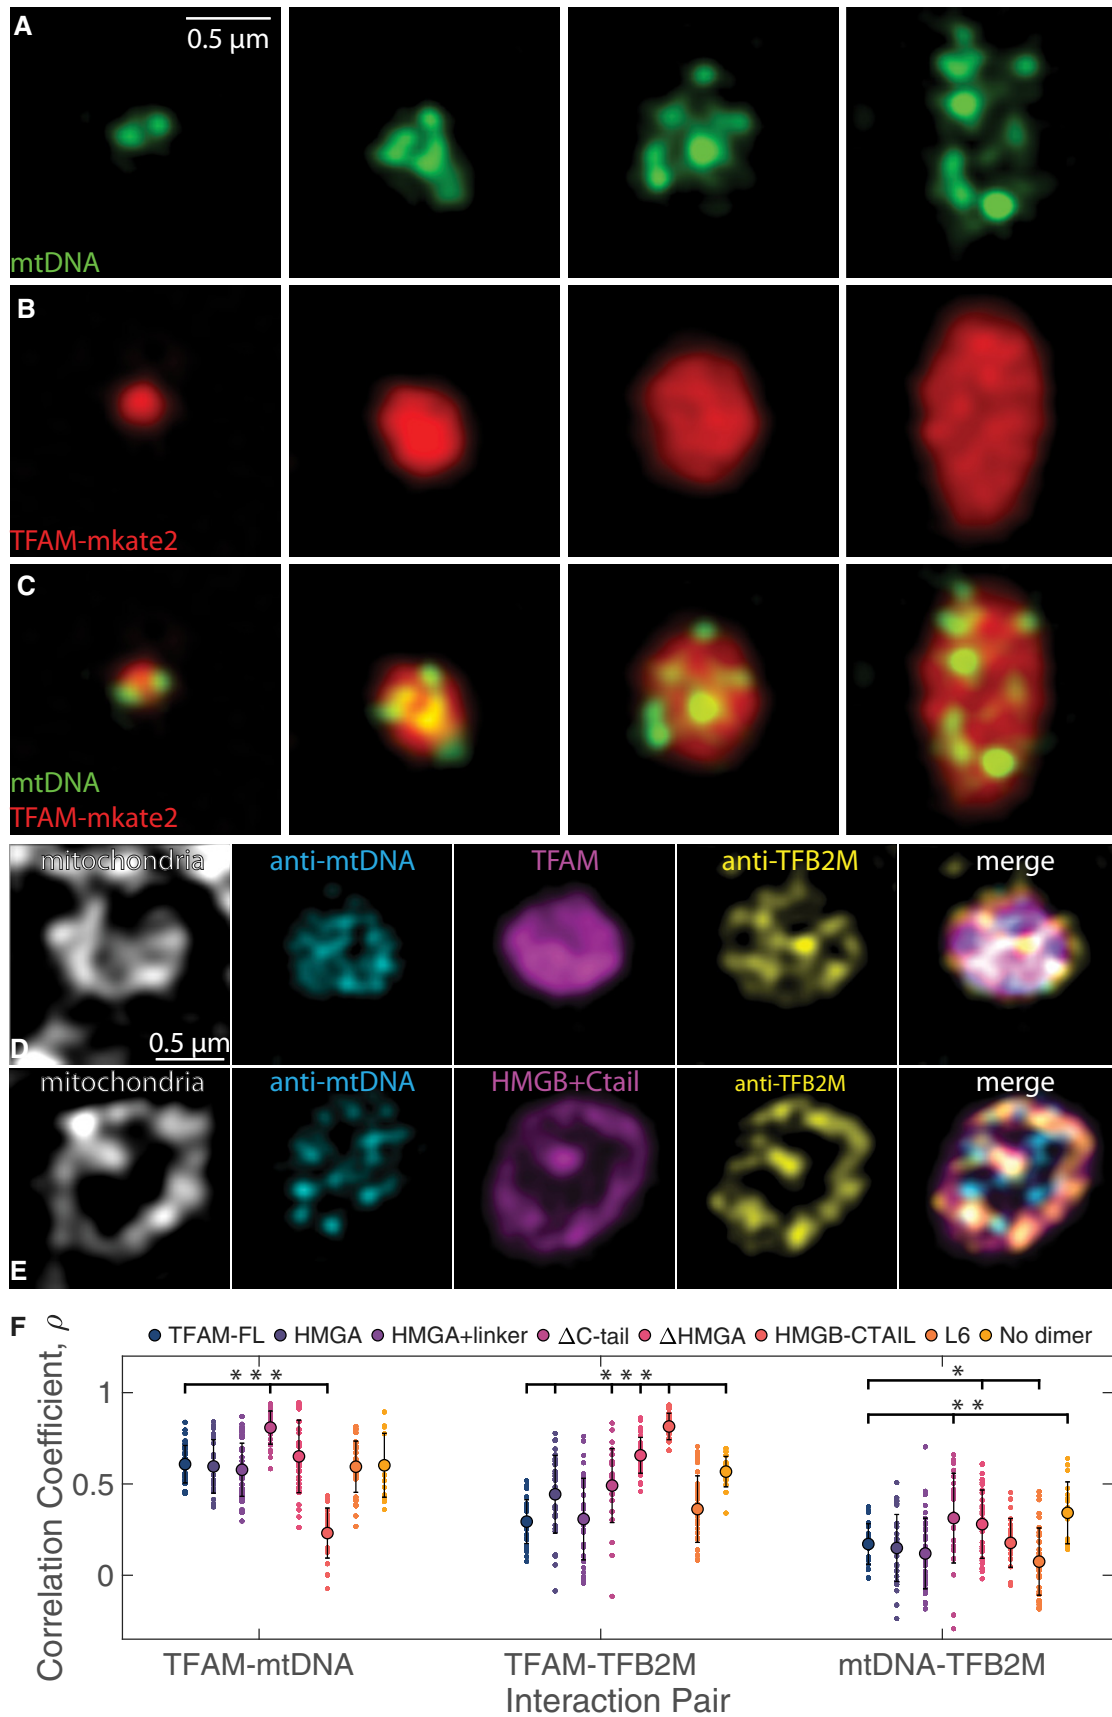 A
0.5 μm
mtDNA
B
TFAM-mkate2
C
mtDNA
TFAM-mkate2
mitochondria anti-mtDNA TFAM anti-TFB2M merge
D 0.5 μm
mitochondria anti-mtDNA HMGB+Ctail anti-TFB2M merge
E
F
TFAM-FL HMGA HMGA+linker ΔC-tail ΔHMGA HMGB-CTAIL L6 No dimer
* * * * * * *
* *
1
0.5
0
Correlation Coefficient, ρ
TFAM-mtDNA TFAM-TFB2M mtDNA-TFB2M
Interaction Pair